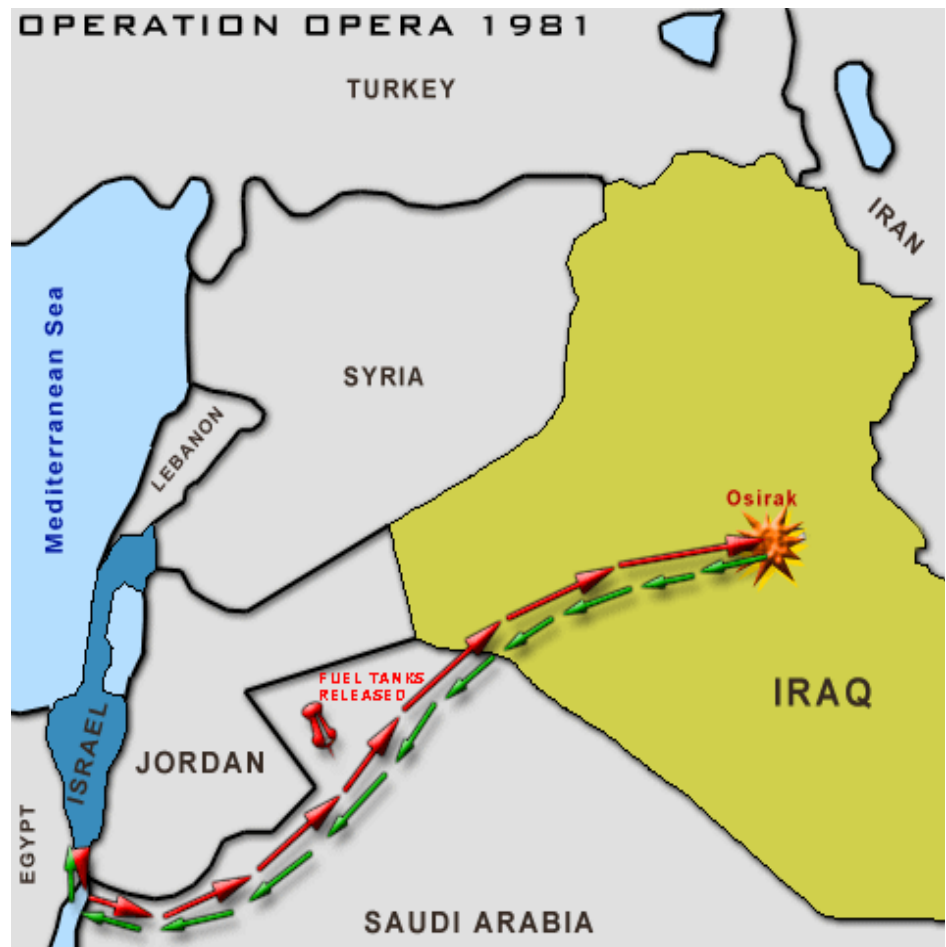 OPERATION OPERA 1981
TURKEY
IRAN
Mediterranean Sea
SYRIA
LEBANON
Osirak
FUEL TANKS
RELEASED
IRAQ
ISRAEL
JORDAN
EGYPT
SAUDI ARABIA